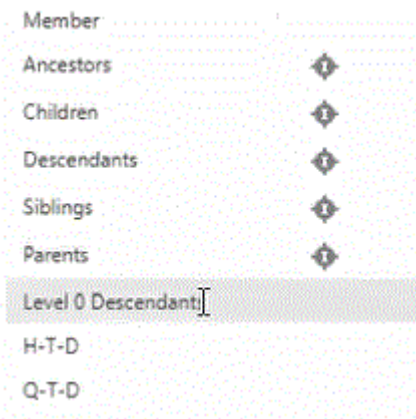 Member
Ancestors
Children
Descendants
Siblings
Parents
Level 0 Descendants
H-T-D
Q-T-D